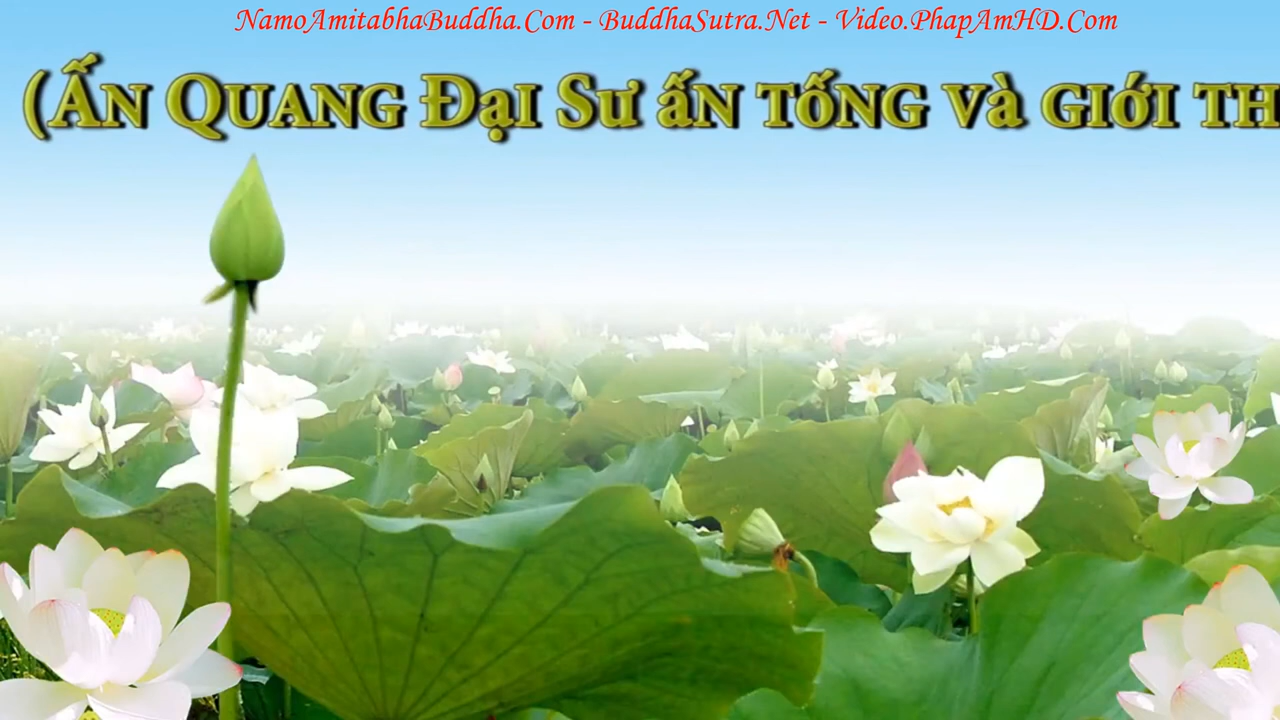 NamoAmitabhaBuddha.Com - BuddhaSutra.Net - Video.PhapAmHD.Com
(Ấn Quang Đại Sư ấn tống và giới